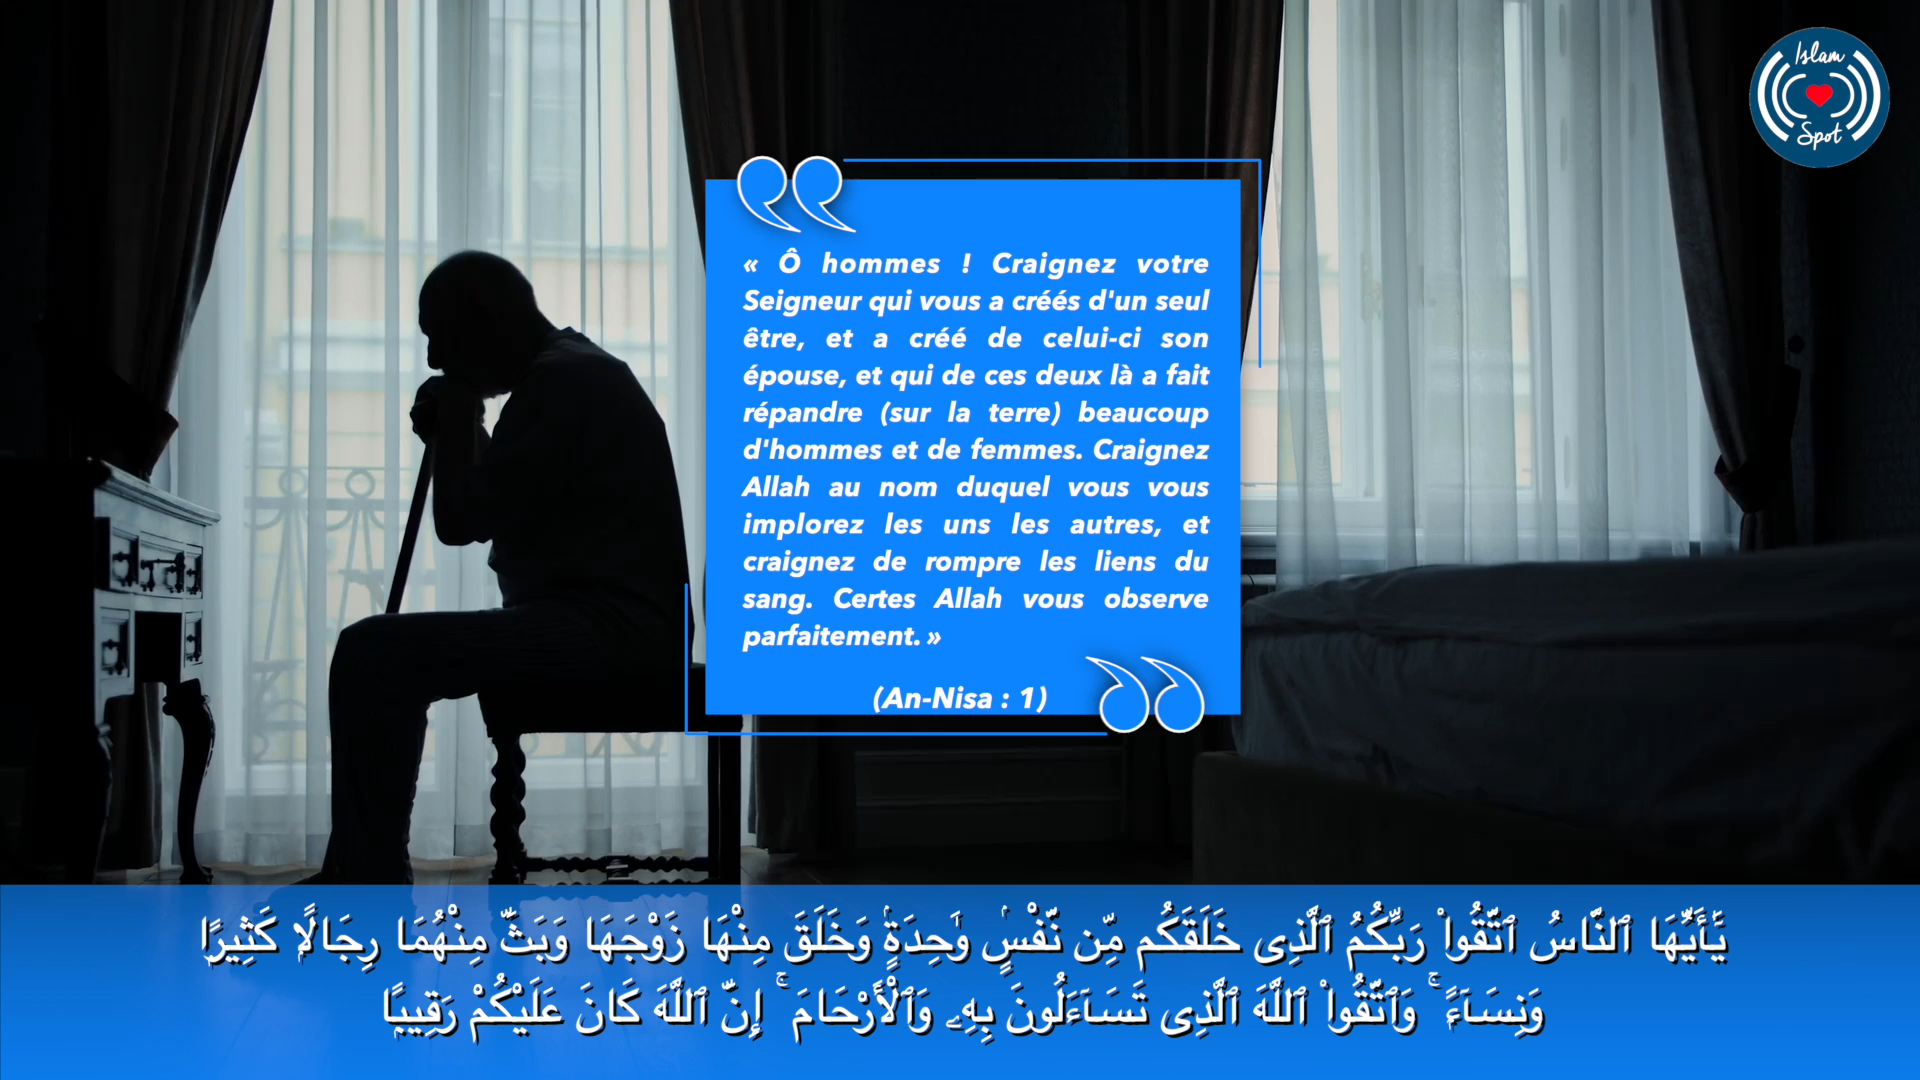 Islam
Spot
« Ô hommes ! Craignez votre
Seigneur qui vous a créés d'un seul
être, et a créé de celui-ci son
épouse, et qui de ces deux là a fait
répandre (sur la terre) beaucoup
d'hommes et de femmes. Craignez
Allah au nom duquel vous vous
implorez les uns les autres, et
craignez de rompre les liens du
sang. Certes Allah vous observe
parfaitement. »
(An-Nisa : 1)
يَٰٓأَيُّهَا ٱلنَّاسُ ٱتَّقُوا۟ رَبَّكُمُ ٱلَّذِى خَلَقَكُم مِّن نَّفْسٍ وَٰحِدَةٍ وَخَلَقَ مِنْهَا زَوْجَهَا وَبَثَّ مِنْهُمَا رِجَالًا كَثِيرًا
وَنِسَآءً ۚ وَٱتَّقُوا۟ ٱللَّهَ ٱلَّذِى تَسَآءَلُونَ بِهِۦ وَٱلْأَرْحَامَ ۚ إِنَّ ٱللَّهَ كَانَ عَلَيْكُمْ رَقِيبًا